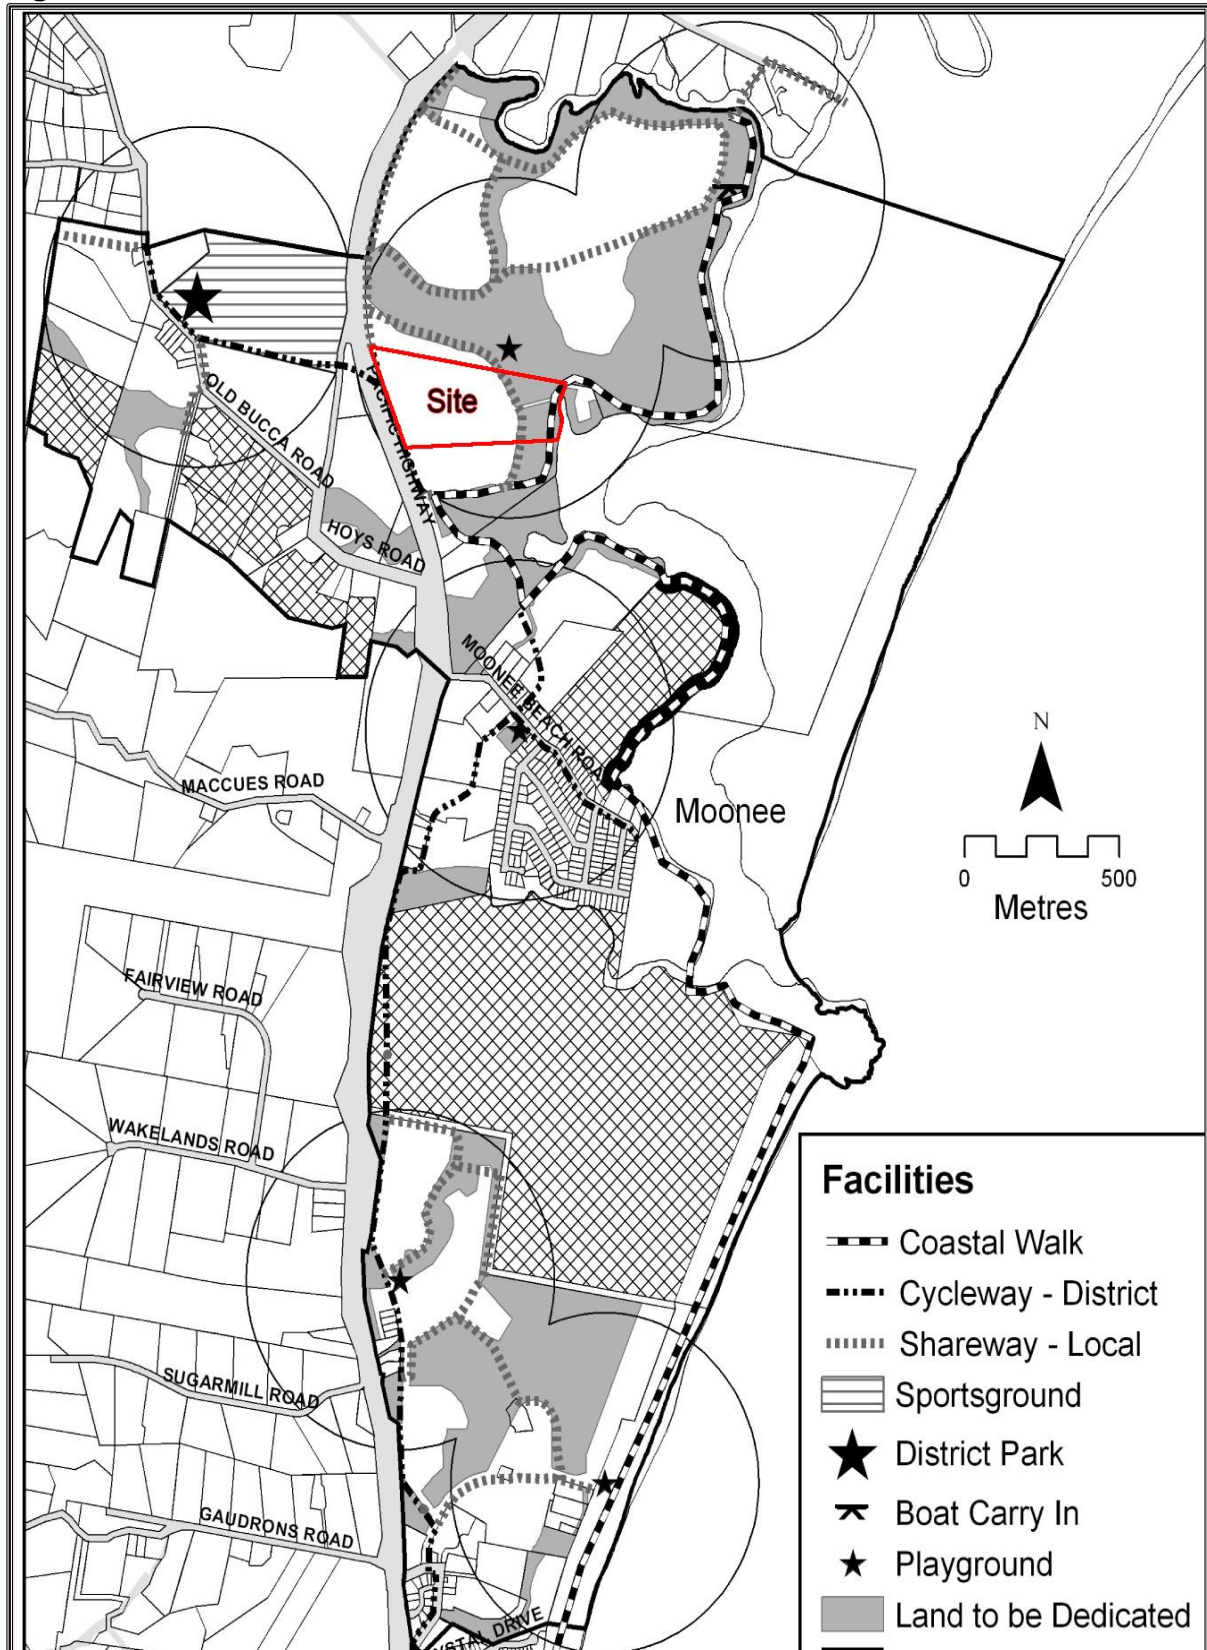 Site
PACIFIC HIGHWAY
OLD BUCCA ROAD
HOYS ROAD
MOONEE BEACH ROAD
MACCUES ROAD
Moonee
N
0 500
Metres
FAIRVIEW ROAD
WAKELANDS ROAD
SUGARMILL ROAD
GAUDRONS ROAD
DRIVE
Facilities
Coastal Walk
Cycleway - District
Shareway - Local
Sportsground
District Park
Boat Carry In
Playground
Land to be Dedicated